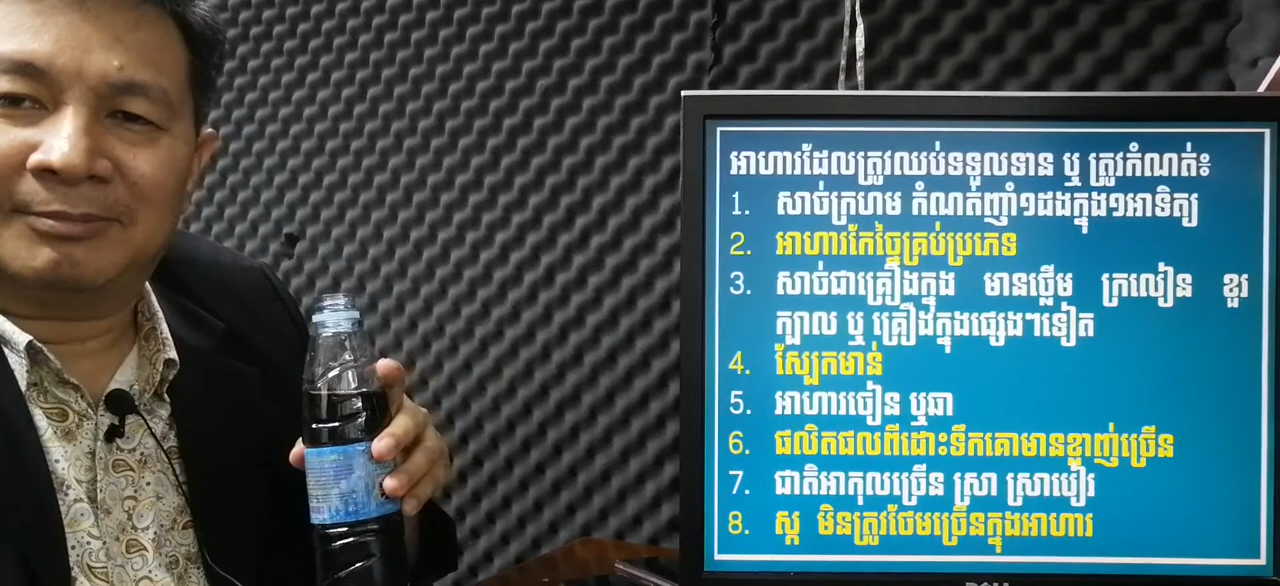 អាហារដែលត្រូវឈប់ទទួលទាន ឬ ត្រូវកំណត់៖
1. សាច់ក្រហម កំណត់ញ៉ាំ១ដងក្នុង១អាទិត្យ
2. អាហារកែច្នៃគ្រប់ប្រភេទ
3. សាច់ជាគ្រឿងក្នុង មានថ្លើម ក្រលៀន ខួរ
ក្បាល ឬ គ្រឿងក្នុងផ្សេងៗទៀត
4. ស្បែកមាន់
5. អាហារចៀន ឬឆា
6. ផលិតផលពីដោះទឹកគោមានខ្លាញ់ច្រើន
7. ជាតិអាកុលច្រើន ស្រា ស្រាបៀរ
8. ស្ក មិនត្រូវថែមច្រើនក្នុងអាហារ